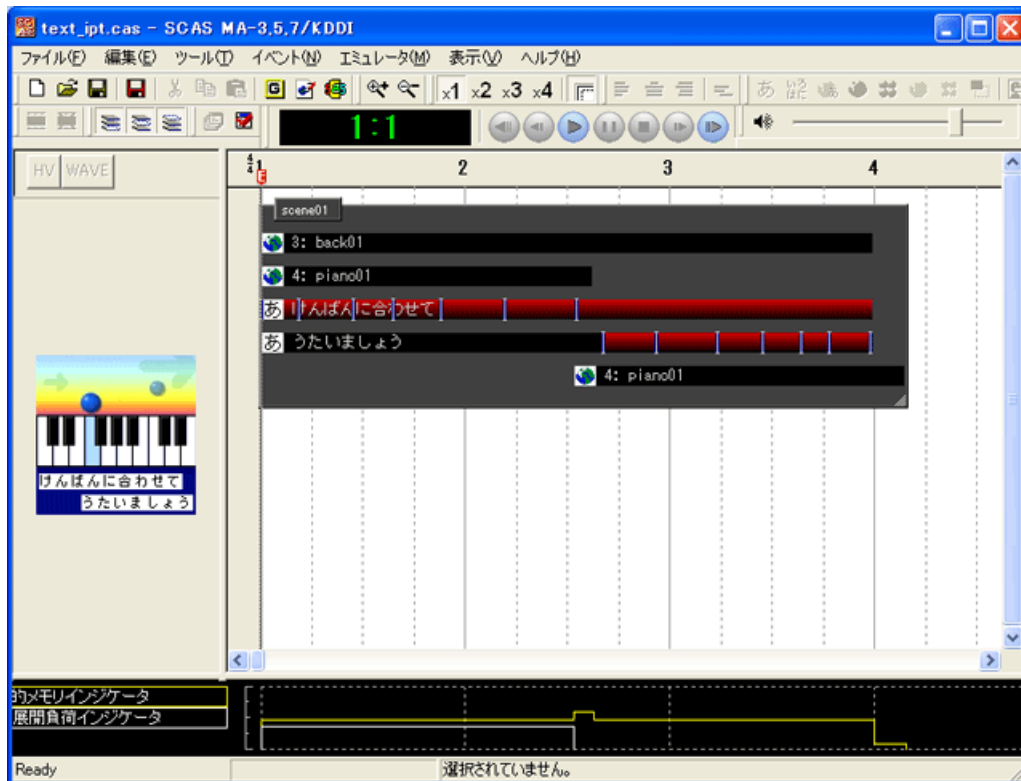 text_ipt.cas - SCAS MA-3,5,7/KDDI
ファイル(F) 編集(E) ツール(T) イベント(N) エミュレータ(M) 表示(V) ヘルプ(H)
x1 x2 x3 x4
1:1
HV WAVE
4/4 1 2 3 4
scene01
3: back01
4: piano01
あ けんばんに合わせて
あ うたいましょう
4: piano01
けんばんに合わせて
うたいましょう
的メモリインジケータ
展開負荷インジケータ
Ready 選択されていません。